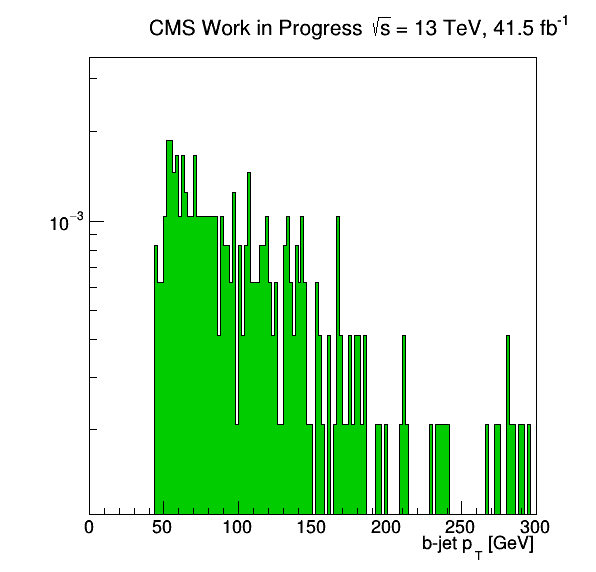 CMS Work in Progress √s = 13 TeV, 41.5 fb⁻¹
10⁻³
0 50 100 150 200 250 300
b-jet p_T [GeV]